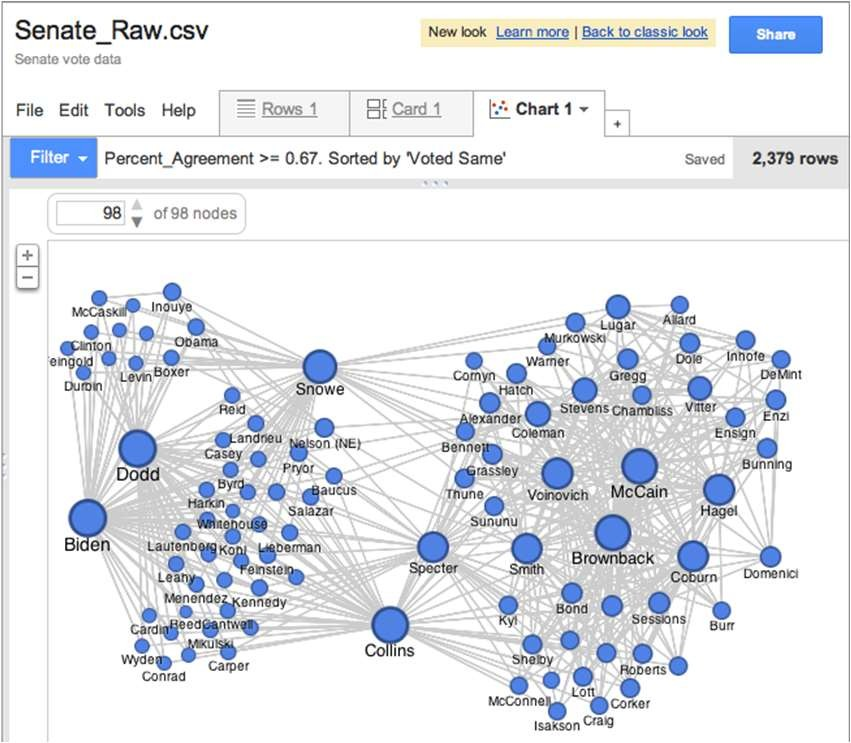 Senate_Raw.csv
New look Learn more | Back to classic look
Share
Senate vote data
File Edit Tools Help
Rows 1
Card 1
Chart 1
+
Filter
Percent_Agreement >= 0.67. Sorted by 'Voted Same'
Saved
2,379 rows
98 of 98 nodes
+
−
McCaskill
Inouye
Clinton
Obama
eingold
Levin
Boxer
Durbin
Snowe
Reid
Landrieu
Nelson (NE)
Casey
Pryor
Dodd
Byrd
Baucus
Harkin
Salazar
Whitehouse
Biden
Lautenberg
Kohl
Lieberman
Leahy
Feinstein
Menendez
Kennedy
Cardin
Reed
Cantwell
Mikulski
Wyden
Carper
Conrad
Specter
Collins
Lugar
Allard
Murkowski
Warner
Dole
Inhofe
Cornyn
Gregg
DeMint
Hatch
Stevens
Chambliss
Vitter
Enzi
Alexander
Coleman
Ensign
Bennett
Grassley
Bunning
Thune
Voinovich
McCain
Hagel
Sununu
Smith
Brownback
Coburn
Domenici
Kyl
Bond
Sessions
Burr
Shelby
Roberts
McConnell
Lott
Corker
Isakson
Craig